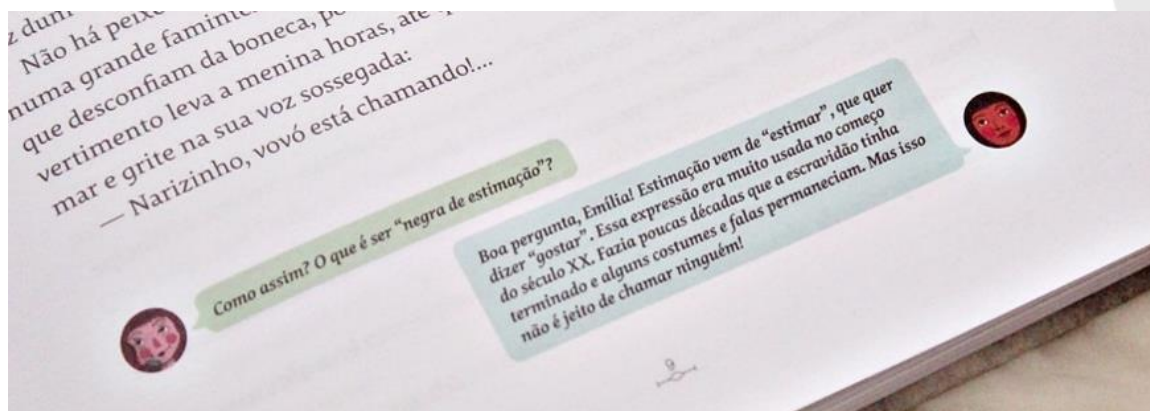 Não há peixe
numa grande faminte
que desconfiam da boneca,
vertimento leva a menina horas, até
mar e grite na sua voz sossegada:
— Narizinho, vovó está chamando!...
Como assim? O que é ser “negra de estimação”?
Boa pergunta, Emília! Estimação vem de “estimar”, que quer
dizer “gostar”. Essa expressão era muito usada no começo
do século XX. Fazia poucas décadas que a escravidão tinha
terminado e alguns costumes e falas permaneciam. Mas isso
não é jeito de chamar ninguém!
9